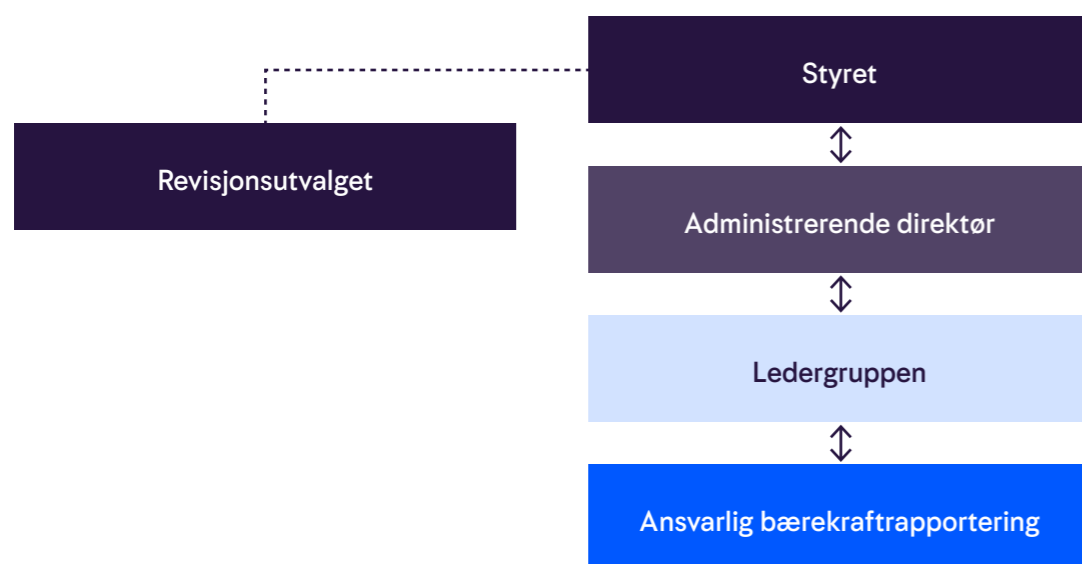 Styret
Revisjonsutvalget
Administrerende direktør
Ledergruppen
Ansvarlig bærekraftrapportering